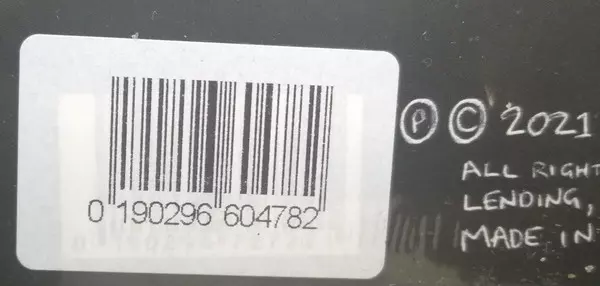 0 190296 604782
Ⓟ © 2021
ALL RIGHT
LENDING,
MADE IN